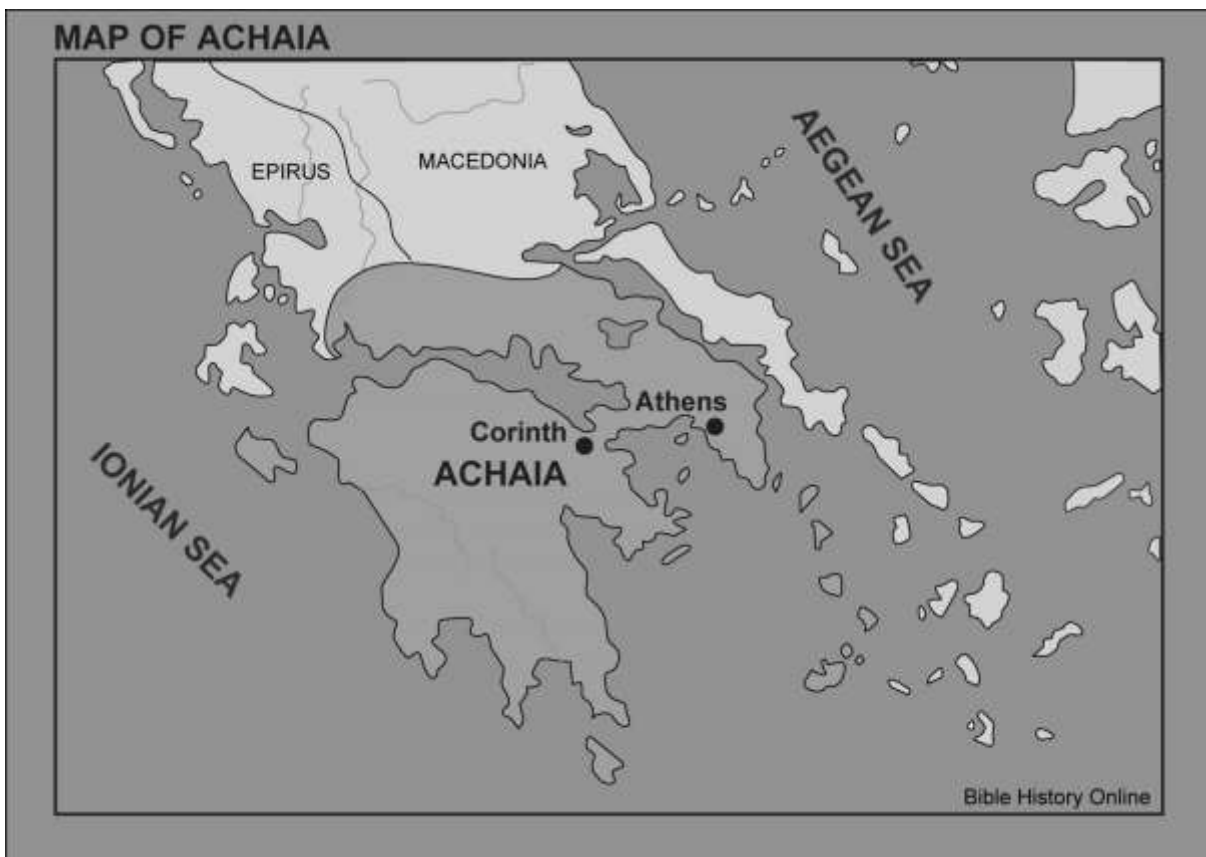 MAP OF ACHAIA
EPIRUS
MACEDONIA
AEGEAN SEA
Athens
Corinth
ACHAIA
IONIAN SEA
Bible History Online